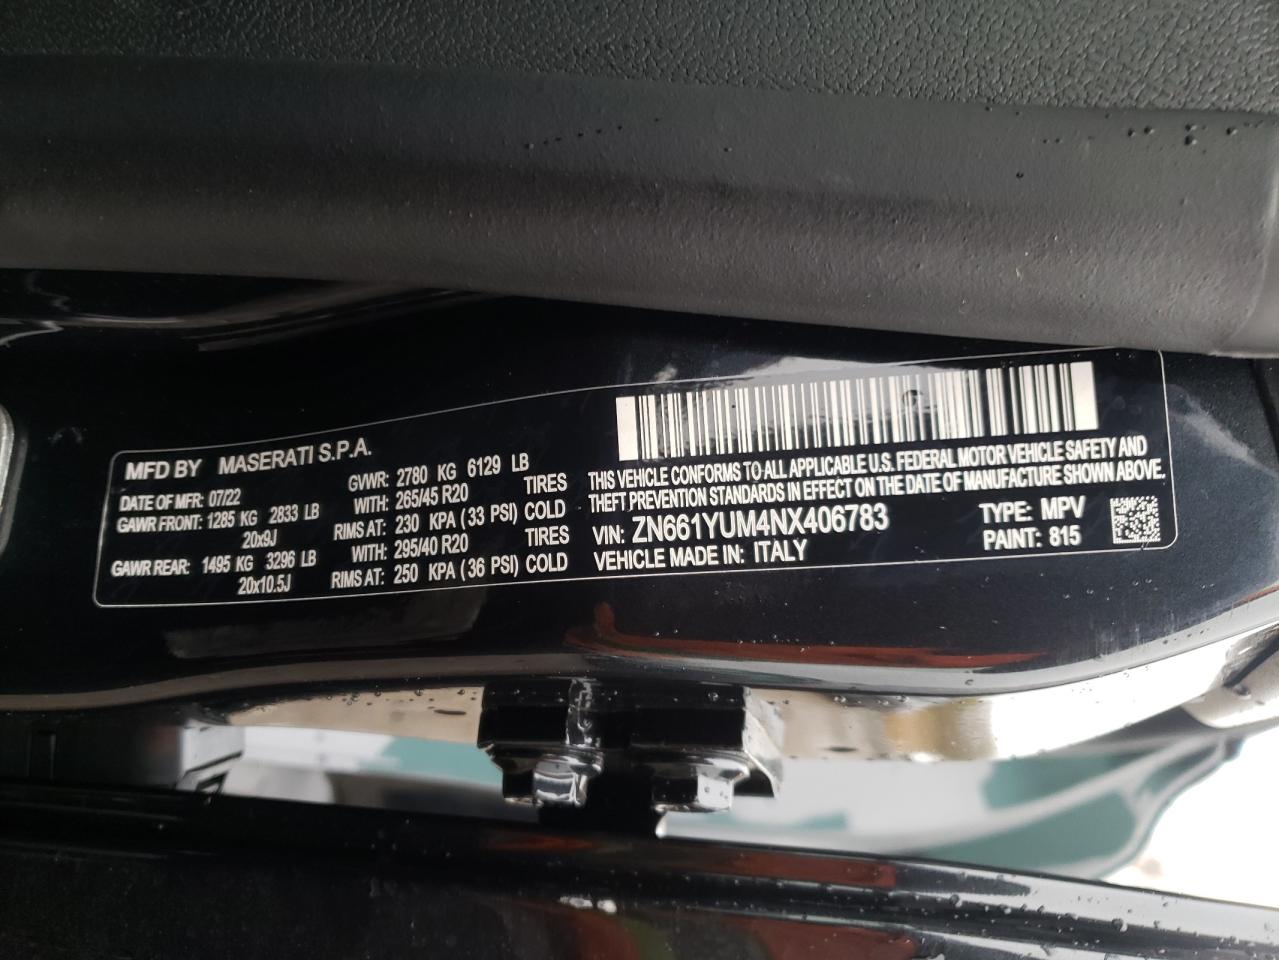 MFD BY MASERATI S.P.A.
DATE OF MFR: 07/22 GVWR: 2780 KG 6129 LB
GAWR FRONT: 1285 KG 2833 LB WITH: 265/45 R20 TIRES
20x9J RIMS AT: 230 KPA (33 PSI) COLD
GAWR REAR: 1495 KG 3296 LB WITH: 295/40 R20 TIRES
20x10.5J RIMS AT: 250 KPA (36 PSI) COLD
THIS VEHICLE CONFORMS TO ALL APPLICABLE U.S. FEDERAL MOTOR VEHICLE SAFETY AND
THEFT PREVENTION STANDARDS IN EFFECT ON THE DATE OF MANUFACTURE SHOWN ABOVE.
VIN: ZN661YUM4NX406783 TYPE: MPV
VEHICLE MADE IN: ITALY PAINT: 815